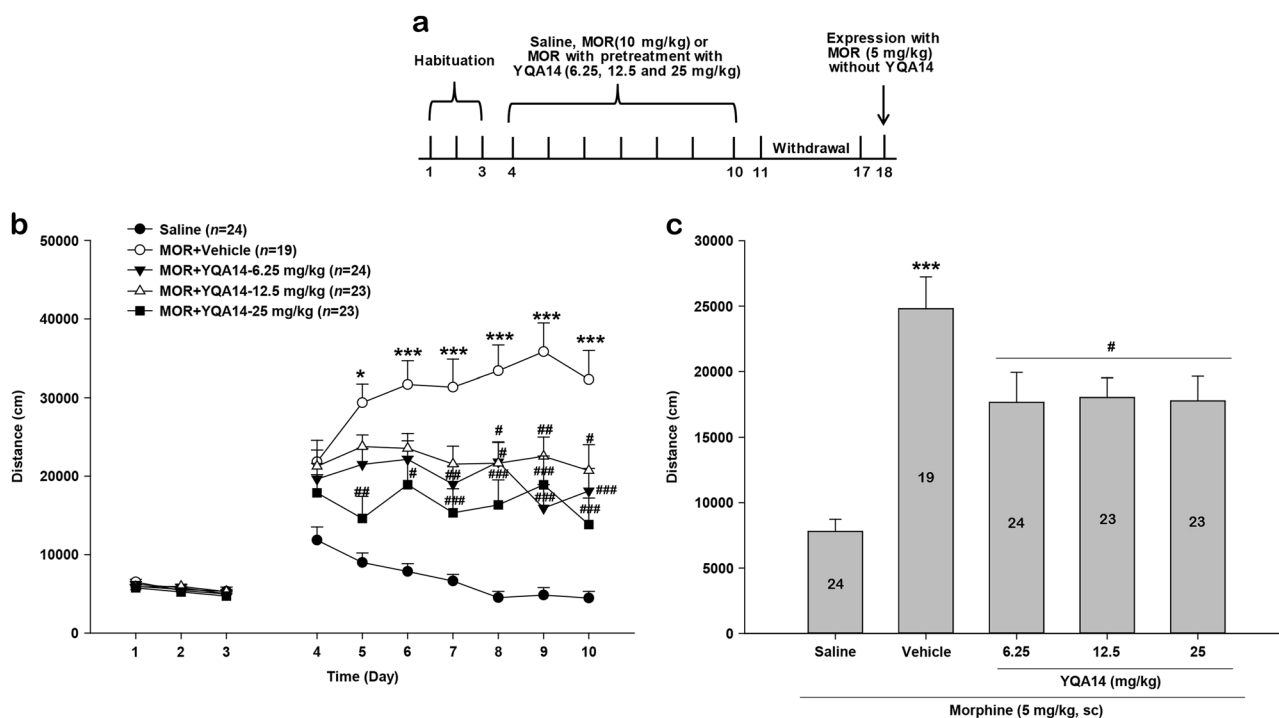 a
Habituation
Saline, MOR(10 mg/kg) or
MOR with pretreatment with
YQA14 (6.25, 12.5 and 25 mg/kg)
Expression with
MOR (5 mg/kg)
without YQA14
Withdrawal
1 3 4 10 11 17 18
b
Saline (n=24)
MOR+Vehicle (n=19)
MOR+YQA14-6.25 mg/kg (n=24)
MOR+YQA14-12.5 mg/kg (n=23)
MOR+YQA14-25 mg/kg (n=23)
Distance (cm)
50000
40000
30000
20000
10000
0
* *** *** *** *** ***
# ## #
#
## # ## ### ###
### ### ###
###
1 2 3 4 5 6 7 8 9 10
Time (Day)
c
Distance (cm)
30000
25000
20000
15000
10000
5000
0
***
#
24 19 24 23 23
Saline Vehicle 6.25 12.5 25
YQA14 (mg/kg)
Morphine (5 mg/kg, sc)